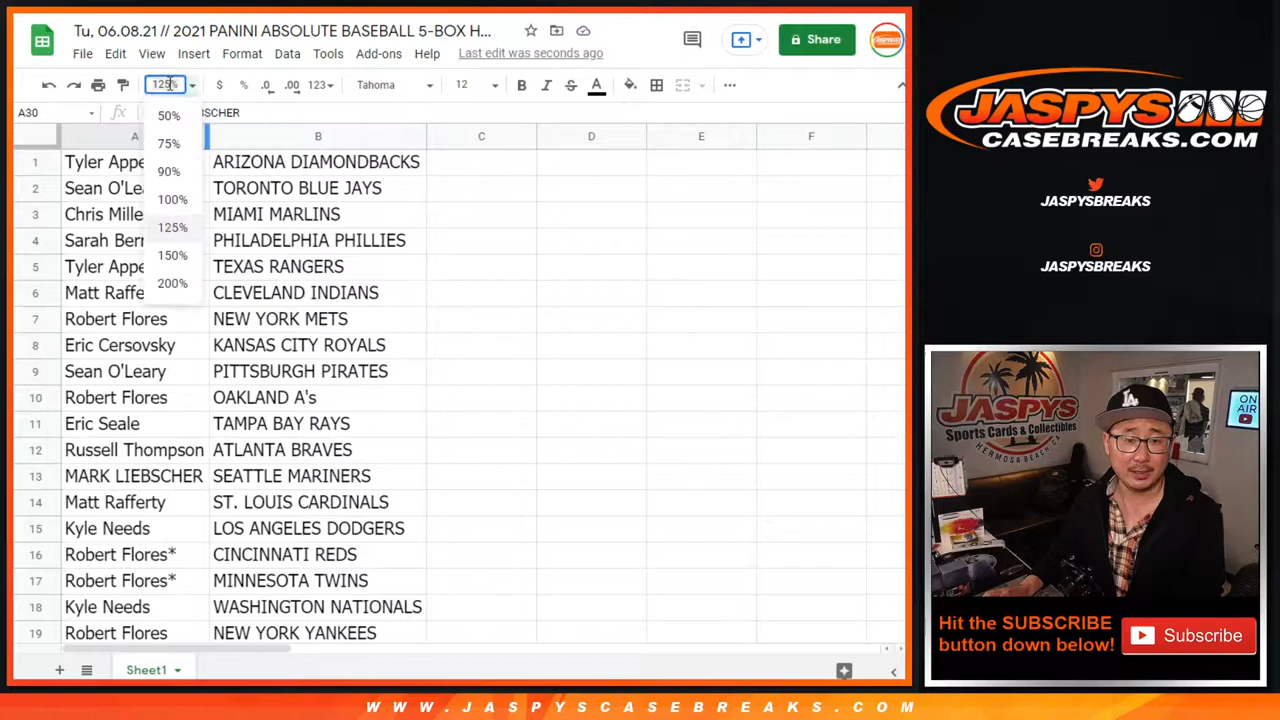 Tu, 06.08.21 // 2021 PANINI ABSOLUTE BASEBALL 5-BOX H...
File Edit View Insert Format Data Tools Add-ons Help Last edit was seconds ago
Share
125% $ % .0 .00 123 Tahoma 12 B I S A
A30 fx SCHER
50%
75%
90%
100%
125%
150%
200%
A B C D E F
1 Tyler Appe ARIZONA DIAMONDBACKS
2 Sean O'Lea TORONTO BLUE JAYS
3 Chris Mille MIAMI MARLINS
4 Sarah Bern PHILADELPHIA PHILLIES
5 Tyler Appe TEXAS RANGERS
6 Matt Raffe CLEVELAND INDIANS
7 Robert Flores NEW YORK METS
8 Eric Cersovsky KANSAS CITY ROYALS
9 Sean O'Leary PITTSBURGH PIRATES
10 Robert Flores OAKLAND A's
11 Eric Seale TAMPA BAY RAYS
12 Russell Thompson ATLANTA BRAVES
13 MARK LIEBSCHER SEATTLE MARINERS
14 Matt Rafferty ST. LOUIS CARDINALS
15 Kyle Needs LOS ANGELES DODGERS
16 Robert Flores* CINCINNATI REDS
17 Robert Flores* MINNESOTA TWINS
18 Kyle Needs WASHINGTON NATIONALS
19 Robert Flores NEW YORK YANKEES
Sheet1
JASPYS
CASEBREAKS.COM
JASPYSBREAKS
JASPYSBREAKS
JASPYS
Sports Cards & Collectibles
HERMOSA BEACH, CA
ON
AIR
LA
Hit the SUBSCRIBE
button down below!
Subscribe
WWW.JASPYSCASEBREAKS.COM